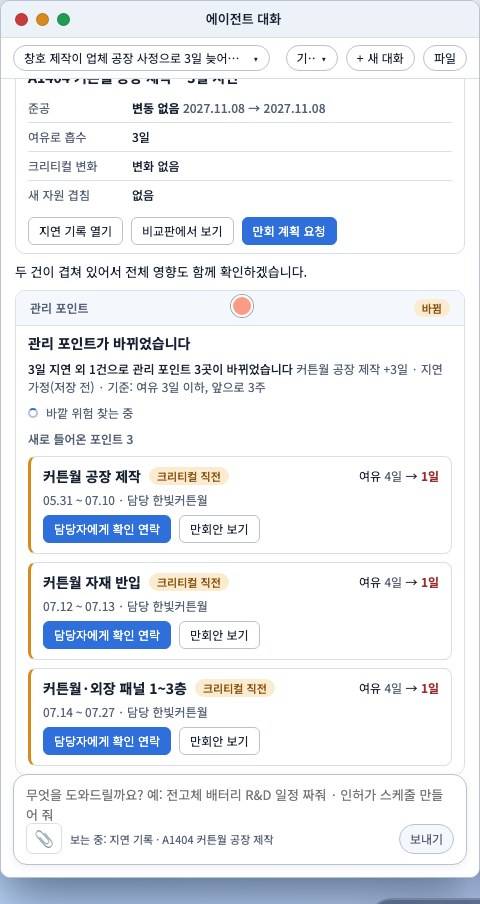 에이전트 대화
창호 제작이 업체 공장 사정으로 3일 늦어…
기…
+ 새 대화
파일
A1404 커튼월 공장 제작 - 3일 지연
준공 변동 없음 2027.11.08 → 2027.11.08
여유로 흡수 3일
크리티컬 변화 변화 없음
새 자원 겹침 없음
지연 기록 열기 비교판에서 보기 만회 계획 요청
두 건이 겹쳐 있어서 전체 영향도 함께 확인하겠습니다.
관리 포인트 바뀜
관리 포인트가 바뀌었습니다
3일 지연 외 1건으로 관리 포인트 3곳이 바뀌었습니다 커튼월 공장 제작 +3일 · 지연
가정(저장 전) · 기준: 여유 3일 이하, 앞으로 3주
바깥 위험 찾는 중
새로 들어온 포인트 3
커튼월 공장 제작 크리티컬 직전 여유 4일 → 1일
05.31 ~ 07.10 · 담당 한빛커튼월
담당자에게 확인 연락 만회안 보기
커튼월 자재 반입 크리티컬 직전 여유 4일 → 1일
07.12 ~ 07.13 · 담당 한빛커튼월
담당자에게 확인 연락 만회안 보기
커튼월·외장 패널 1~3층 크리티컬 직전 여유 4일 → 1일
07.14 ~ 07.27 · 담당 한빛커튼월
담당자에게 확인 연락 만회안 보기
무엇을 도와드릴까요? 예: 전고체 배터리 R&D 일정 짜줘 · 인허가 스케줄 만들
어 줘
보는 중: 지연 기록 · A1404 커튼월 공장 제작
보내기